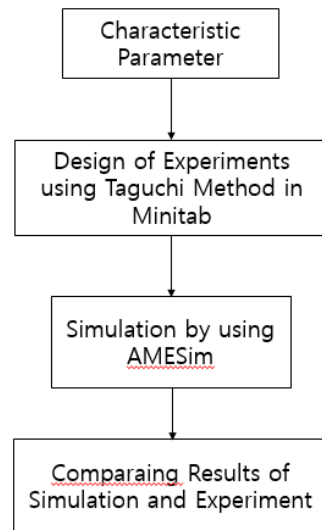 Characteristic
Parameter
Design of Experiments
using Taguchi Method in
Minitab
Simulation by using
AMESim
Comparaing Results of
Simulation and Experiment